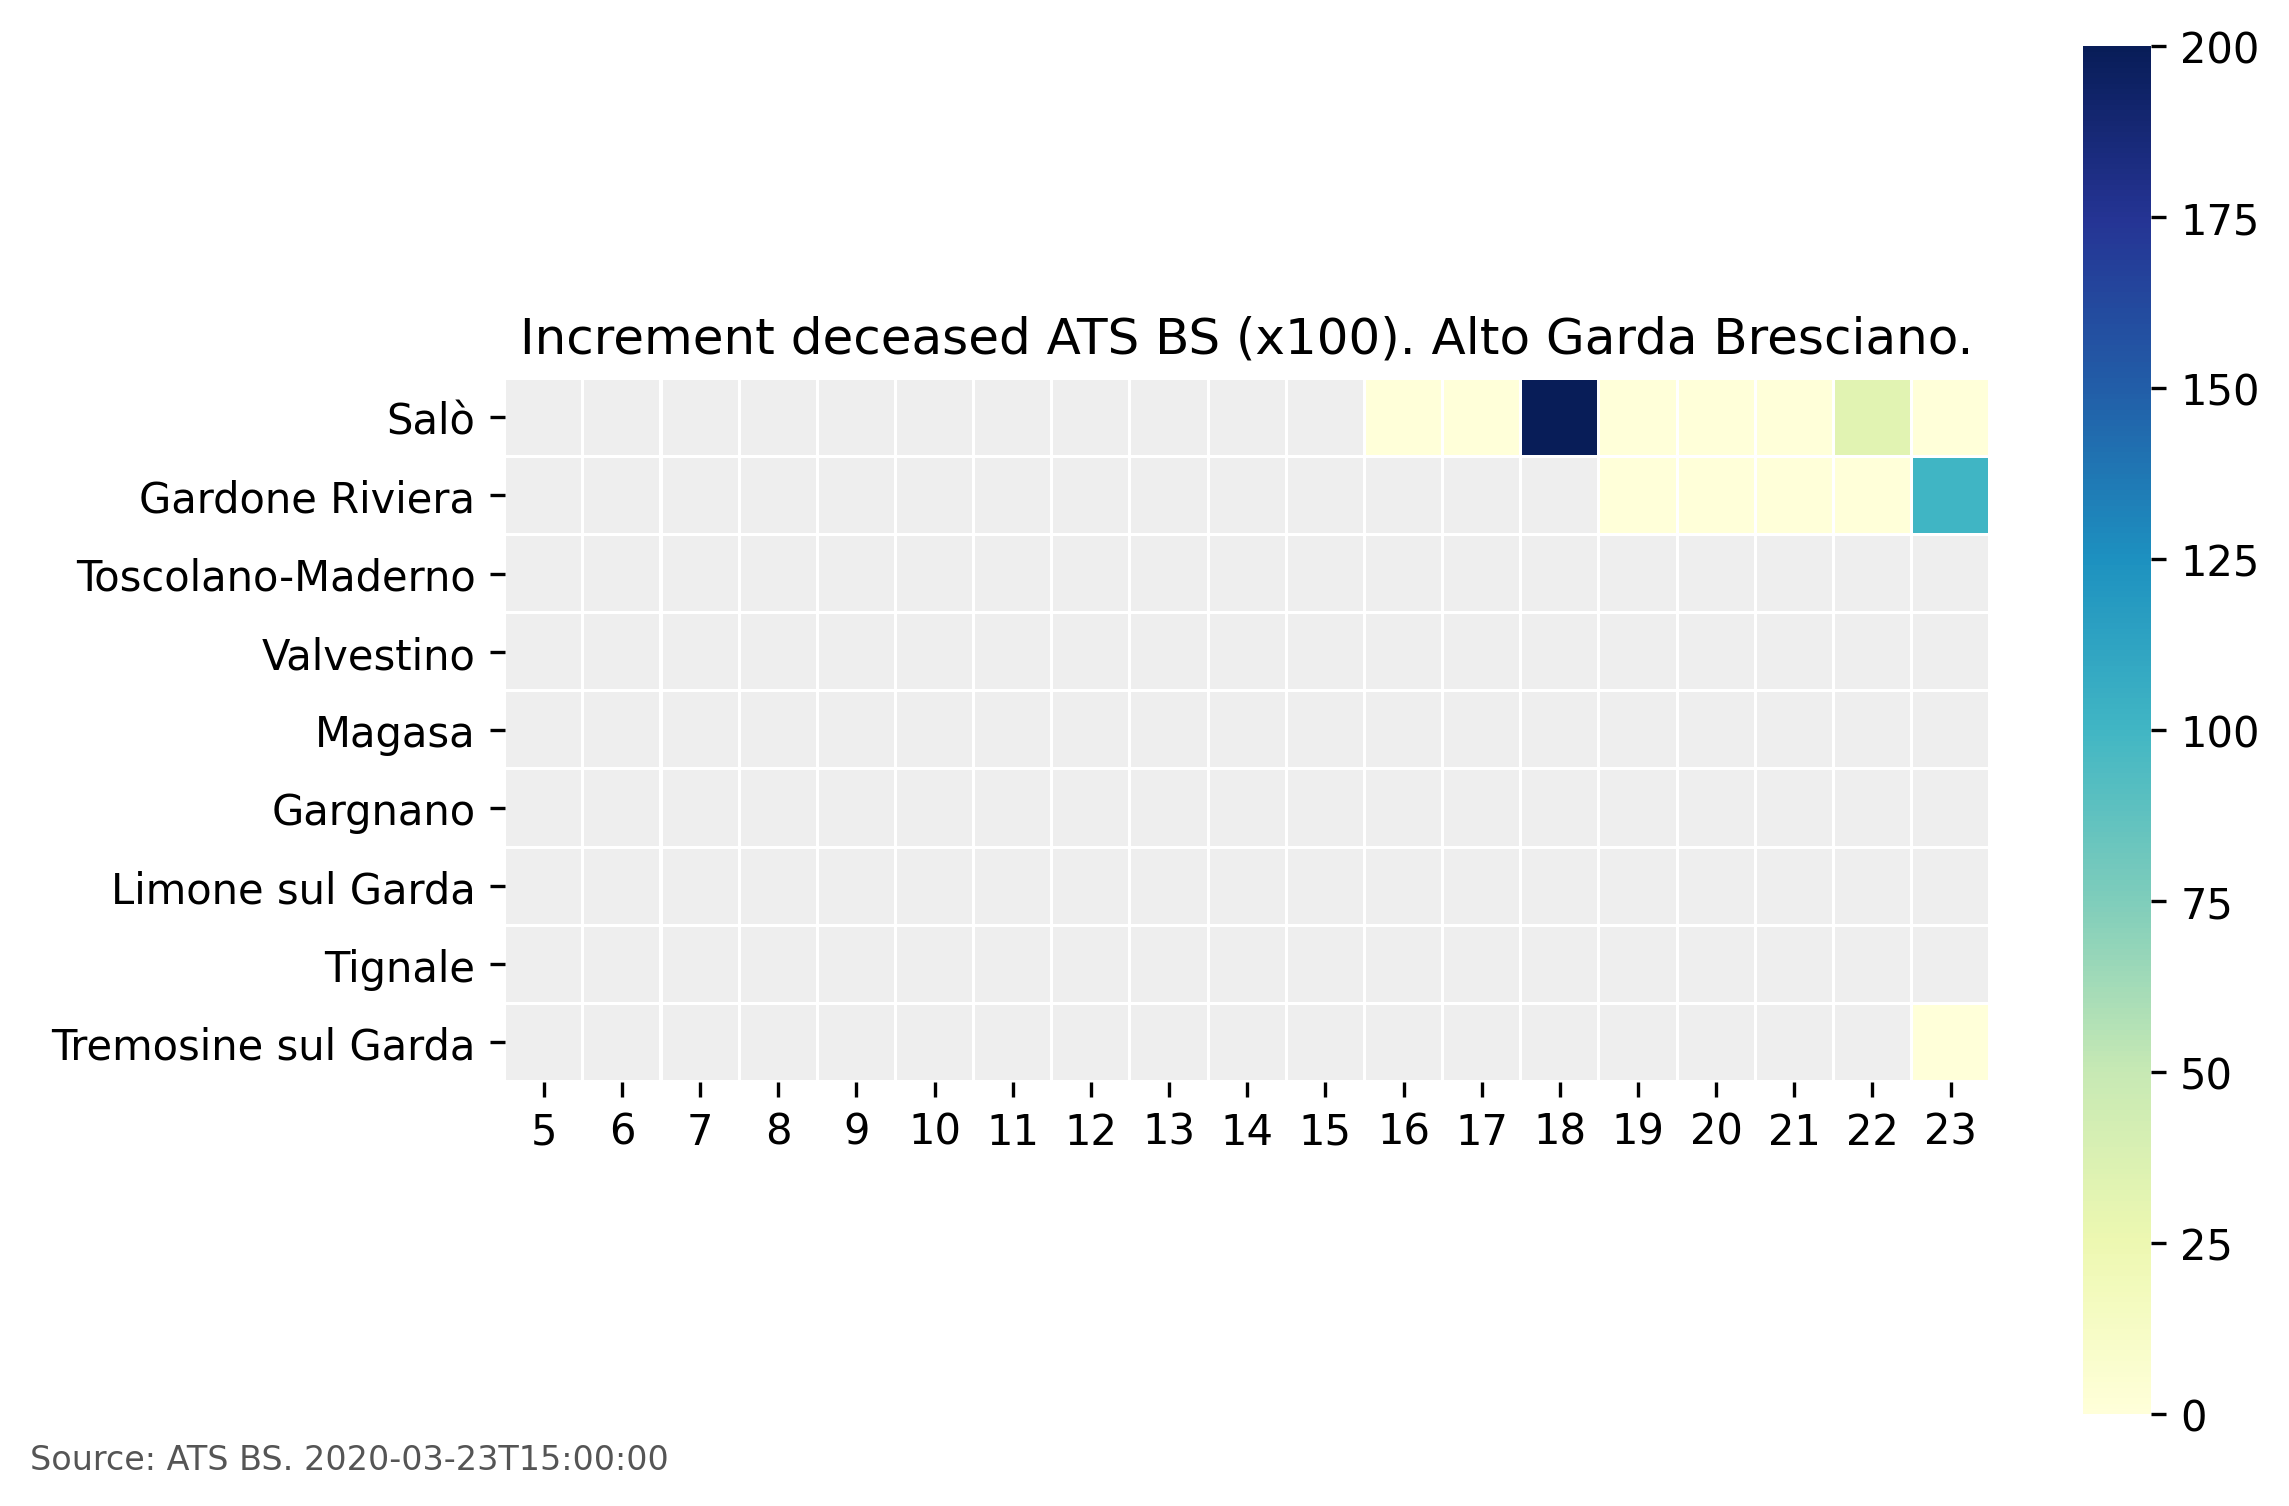 Increment deceased ATS BS (x100). Alto Garda Bresciano.
Salò
Gardone Riviera
Toscolano-Maderno
Valvestino
Magasa
Gargnano
Limone sul Garda
Tignale
Tremosine sul Garda
5 6 7 8 9 10 11 12 13 14 15 16 17 18 19 20 21 22 23
200
175
150
125
100
75
50
25
0
Source: ATS BS. 2020-03-23T15:00:00